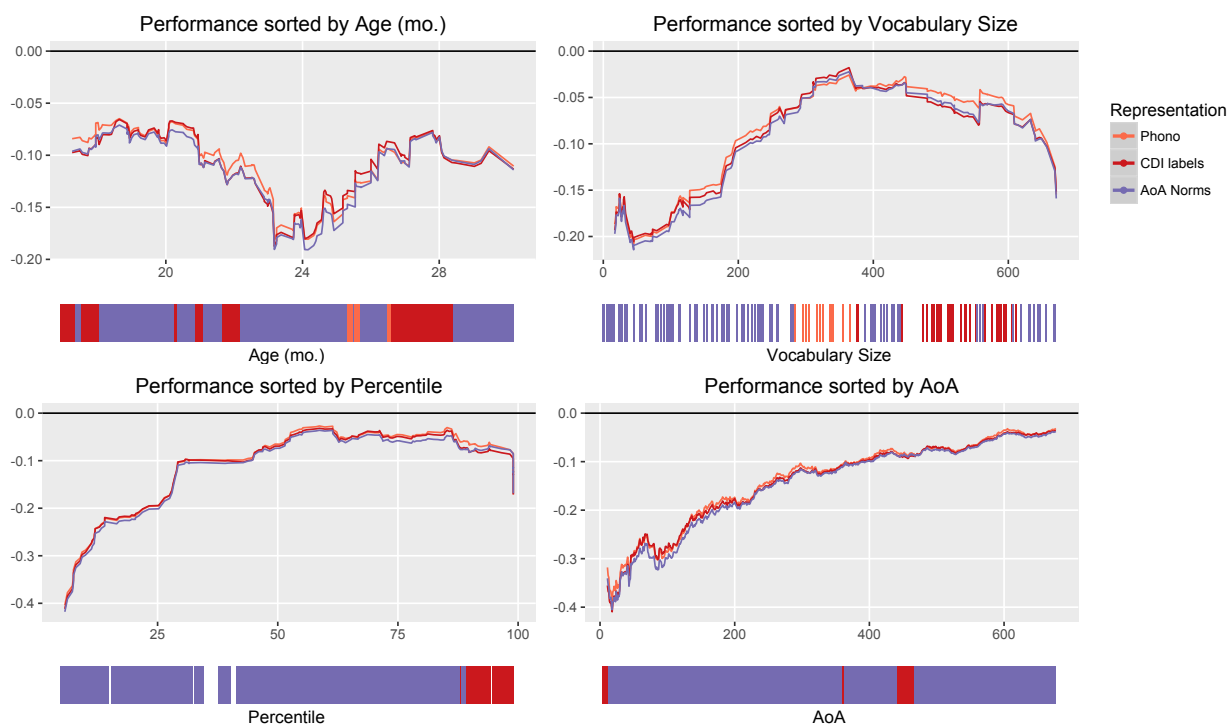 Performance sorted by Age (mo.)
0.00
-0.05
-0.10
-0.15
-0.20
20 24 28
Age (mo.)
Performance sorted by Vocabulary Size
0.00
-0.05
-0.10
-0.15
-0.20
0 200 400 600
Vocabulary Size
Representation
Phono
CDI labels
AoA Norms
Performance sorted by Percentile
0.0
-0.1
-0.2
-0.3
-0.4
25 50 75 100
Percentile
Performance sorted by AoA
0.0
-0.1
-0.2
-0.3
-0.4
0 200 400 600
AoA